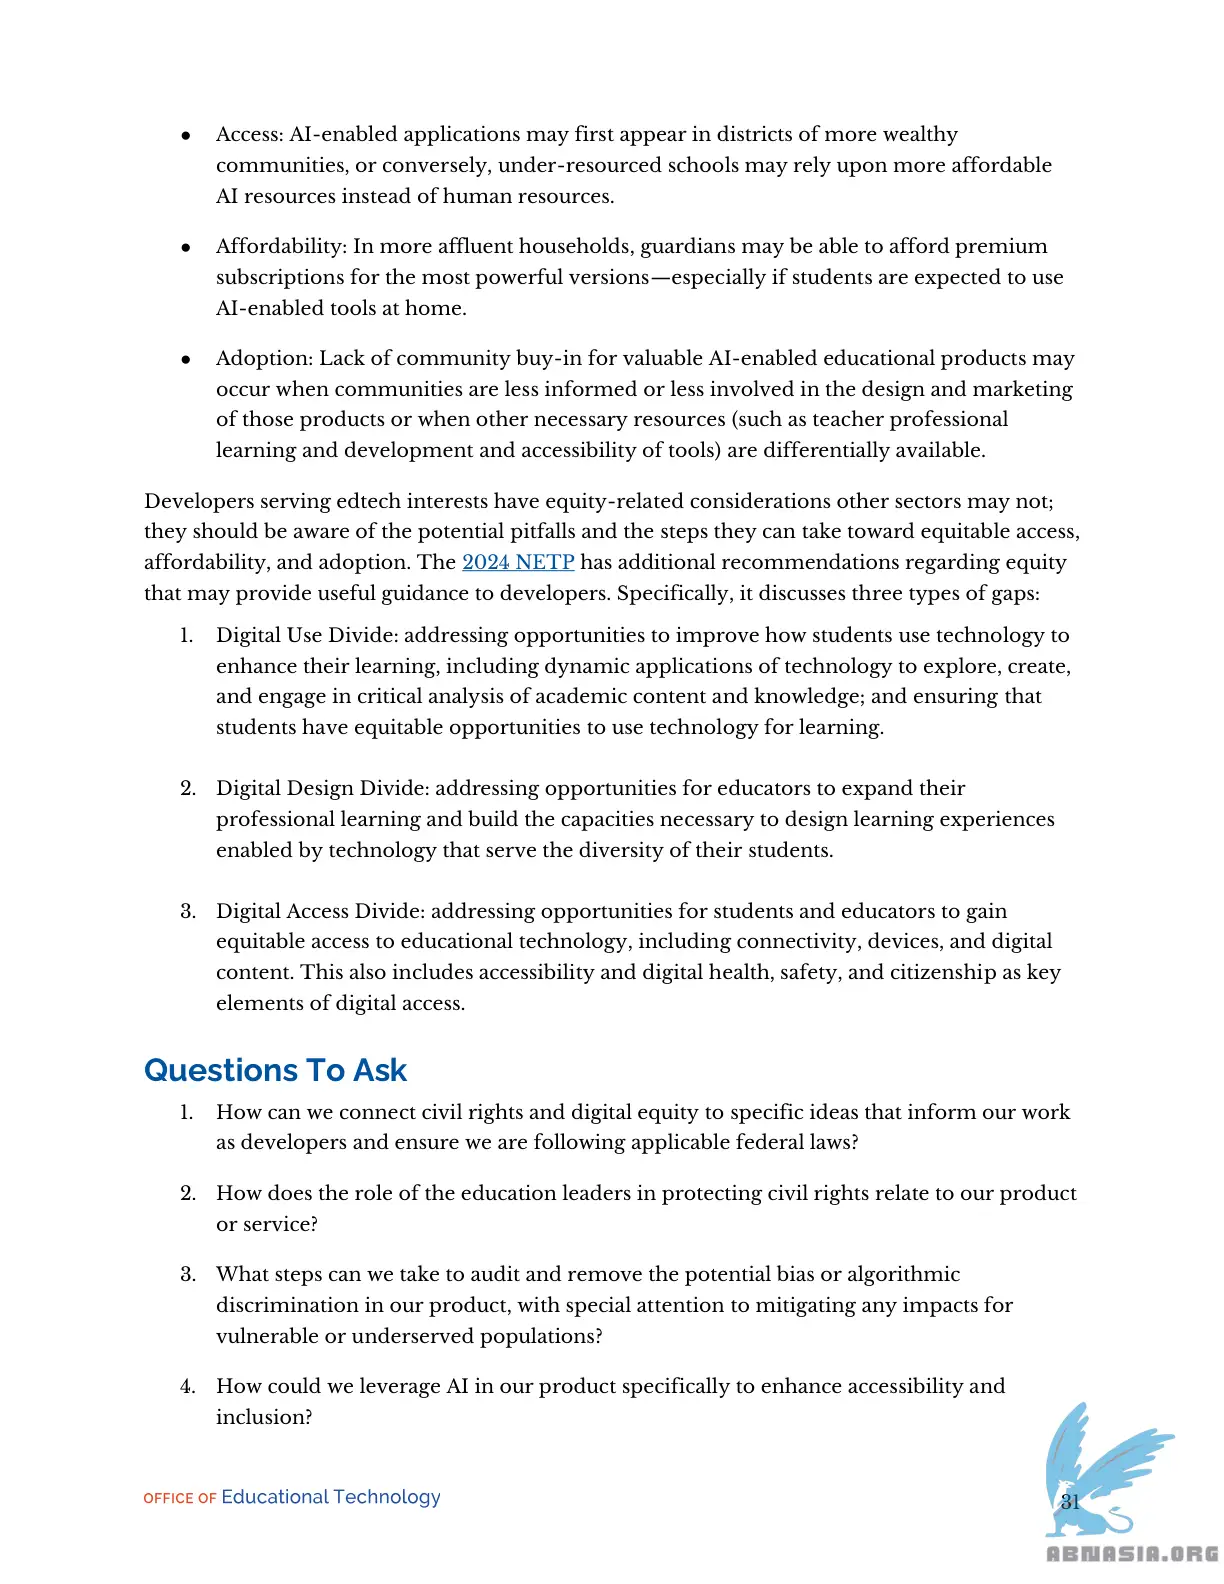 ● Access: AI-enabled applications may first appear in districts of more wealthy
communities, or conversely, under-resourced schools may rely upon more affordable
AI resources instead of human resources.
● Affordability: In more affluent households, guardians may be able to afford premium
subscriptions for the most powerful versions—especially if students are expected to use
AI-enabled tools at home.
● Adoption: Lack of community buy-in for valuable AI-enabled educational products may
occur when communities are less informed or less involved in the design and marketing
of those products or when other necessary resources (such as teacher professional
learning and development and accessibility of tools) are differentially available.
Developers serving edtech interests have equity-related considerations other sectors may not;
they should be aware of the potential pitfalls and the steps they can take toward equitable access,
affordability, and adoption. The 2024 NETP has additional recommendations regarding equity
that may provide useful guidance to developers. Specifically, it discusses three types of gaps:
1. Digital Use Divide: addressing opportunities to improve how students use technology to
enhance their learning, including dynamic applications of technology to explore, create,
and engage in critical analysis of academic content and knowledge; and ensuring that
students have equitable opportunities to use technology for learning.
2. Digital Design Divide: addressing opportunities for educators to expand their
professional learning and build the capacities necessary to design learning experiences
enabled by technology that serve the diversity of their students.
3. Digital Access Divide: addressing opportunities for students and educators to gain
equitable access to educational technology, including connectivity, devices, and digital
content. This also includes accessibility and digital health, safety, and citizenship as key
elements of digital access.
Questions To Ask
1. How can we connect civil rights and digital equity to specific ideas that inform our work
as developers and ensure we are following applicable federal laws?
2. How does the role of the education leaders in protecting civil rights relate to our product
or service?
3. What steps can we take to audit and remove the potential bias or algorithmic
discrimination in our product, with special attention to mitigating any impacts for
vulnerable or underserved populations?
4. How could we leverage AI in our product specifically to enhance accessibility and
inclusion?
OFFICE OF Educational Technology
31
ABNASIA.ORG